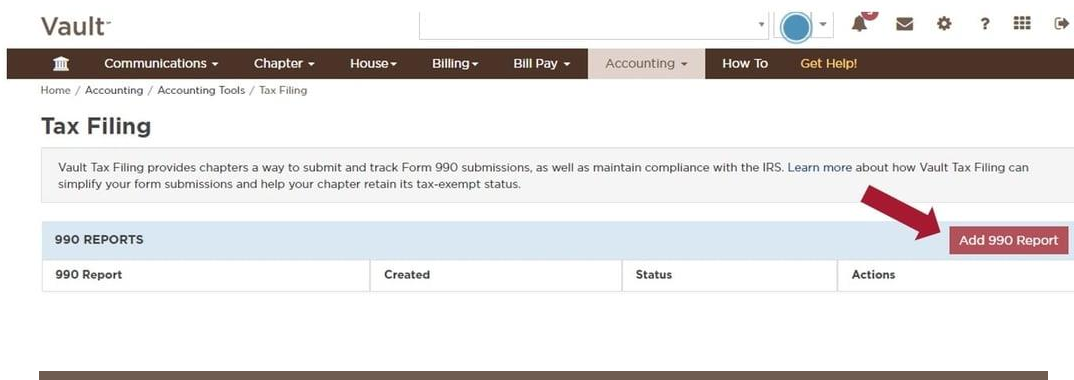 Vault
Communications Chapter House Billing Bill Pay Accounting How To Get Help!
Home / Accounting / Accounting Tools / Tax Filing
Tax Filing
Vault Tax Filing provides chapters a way to submit and track Form 990 submissions, as well as maintain compliance with the IRS. Learn more about how Vault Tax Filing can
simplify your form submissions and help your chapter retain its tax-exempt status.
990 REPORTS Add 990 Report
990 Report Created Status Actions